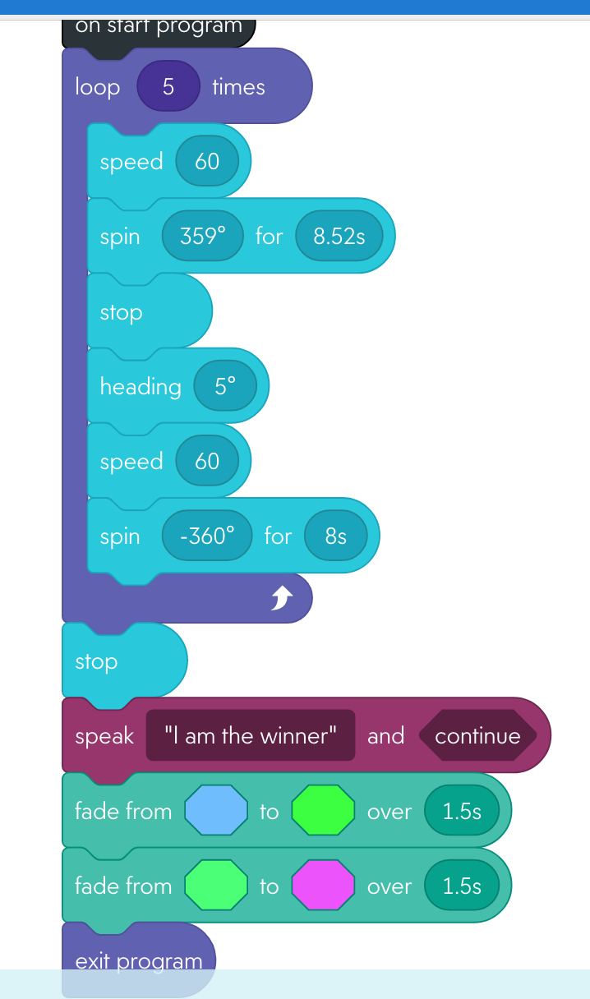 on start program
loop 5 times
speed 60
spin 359° for 8.52s
stop
heading 5°
speed 60
spin -360° for 8s
stop
speak "I am the winner" and continue
fade from to over 1.5s
fade from to over 1.5s
exit program